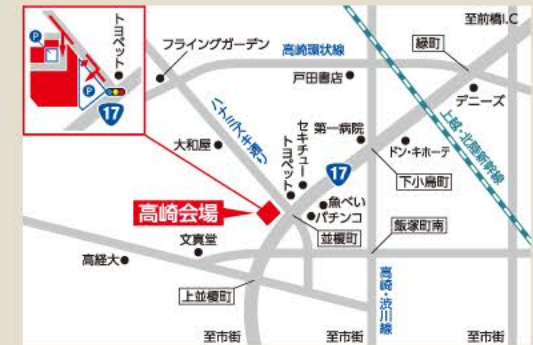 至前橋I.C
トヨペット
P
P
17
フライングガーデン
高崎環状線
緑町
戸田書店
デニーズ
ハナミズキ通り
上越・北陸新幹線
大和屋
セキチュー
トヨペット
第一病院
ドン・キホーテ
17
下小鳥町
高崎会場
魚べい
パチンコ
並榎町
飯塚町南
文真堂
高経大
上並榎町
高崎・渋川線
至市街
至市街
至市街